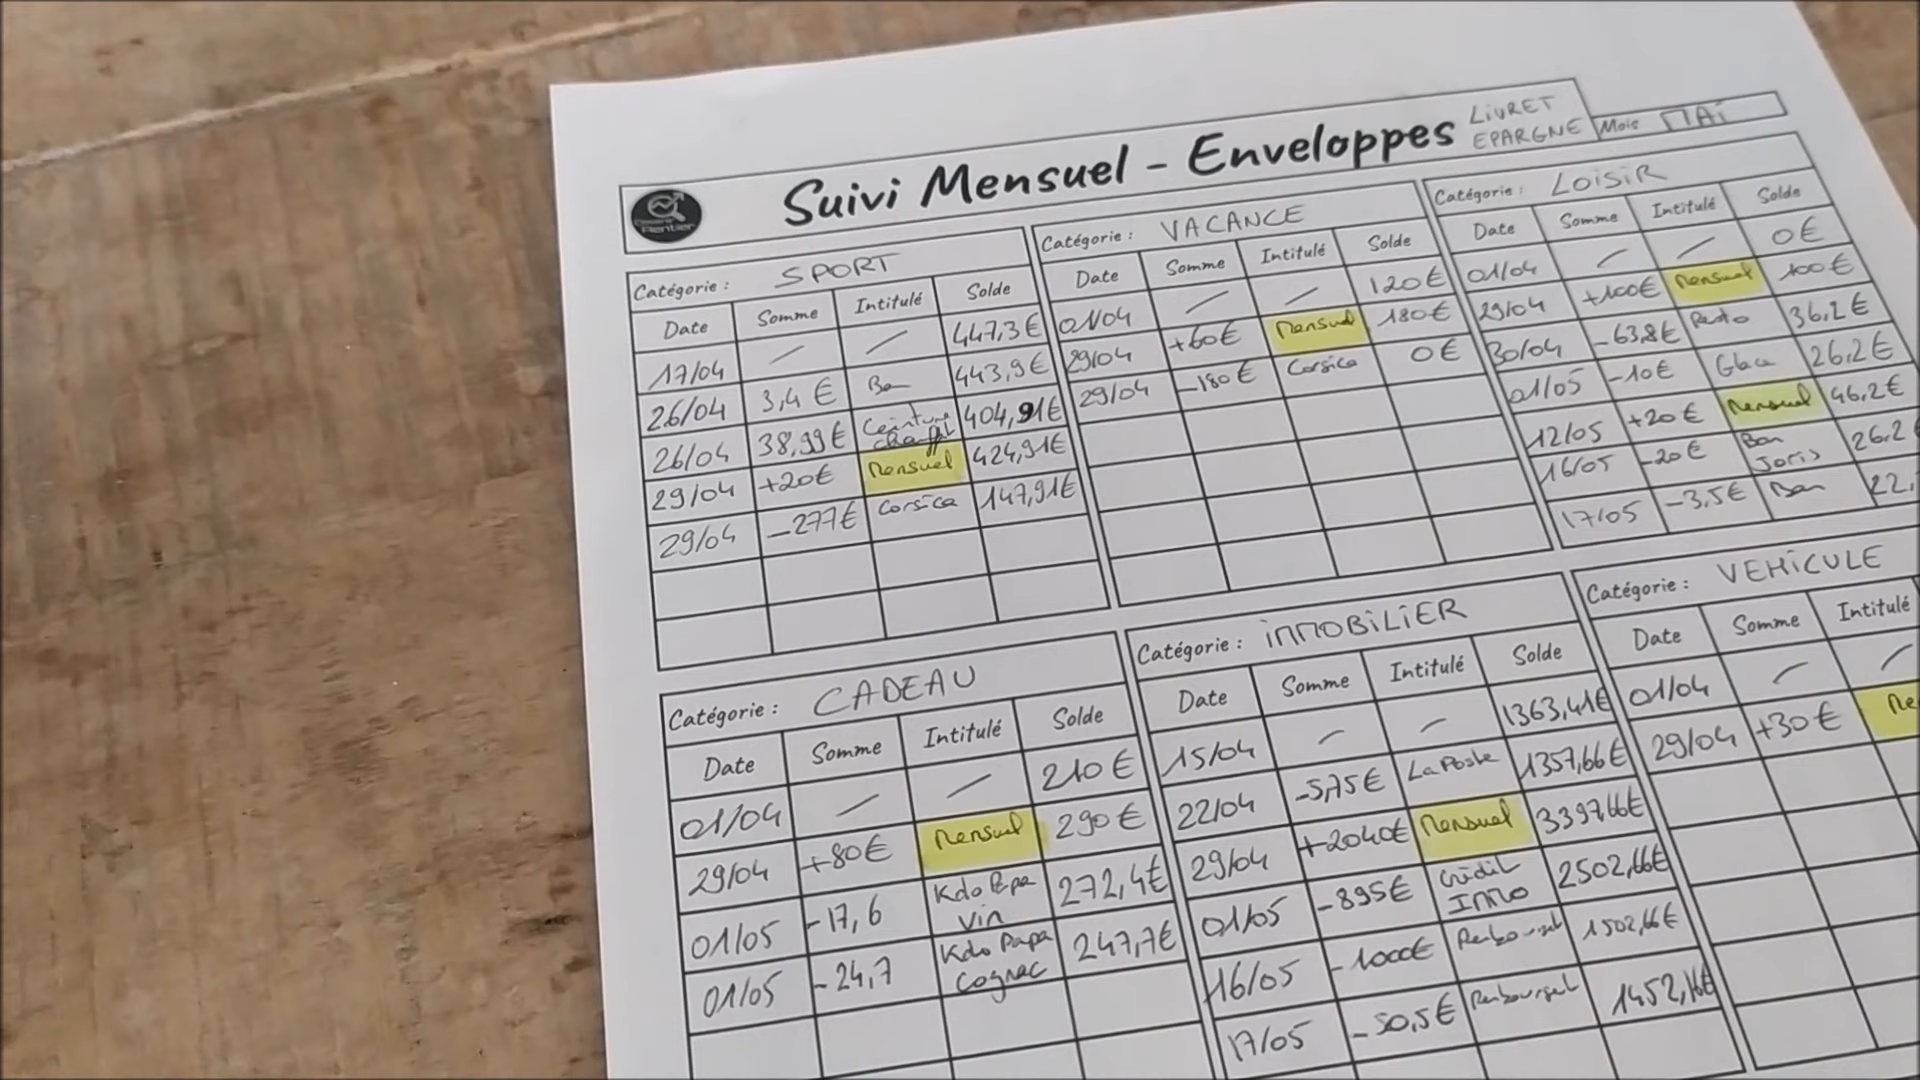 Suivi Mensuel - Enveloppes
LIVRET
EPARGNE
Mois MAI
Rentier
Catégorie : SPORT
Date Somme Intitulé Solde
17/04 / / 447,3€
26/04 3,4 € Bar 443,9€
26/04 38,99€ Ceinture 404,91€
29/04 +20€ Mensuel 424,91€
29/04 -277€ Corsica 147,91€
Catégorie : VACANCE
Date Somme Intitulé Solde
01/04 / / 120€
29/04 +60€ Mensuel 180€
29/04 -180€ Corsica 0€
Catégorie : LOISIR
Date Somme Intitulé Solde
01/04 / / 0€
29/04 +100€ Mensuel 100€
30/04 -63,8€ Resto 36,2€
01/05 -10€ Glace 26,2€
12/05 +20€ Mensuel 46,2€
16/05 -20€ Bar
Joris 26,2
17/05 -3,5€ Bar 22,
Catégorie : CADEAU
Date Somme Intitulé Solde
01/04 / / 210€
29/04 +80€ Mensuel 290€
01/05 -17,6 Kdo Papa
vin 272,4€
01/05 -24,7 Kdo Papa
Cognac 247,7€
Catégorie : IMMOBILIER
Date Somme Intitulé Solde
15/04 / / 1363,41€
22/04 -5,75€ La Poste 1357,66€
29/04 +2040€ Mensuel 3397,66€
01/05 -895€ Crédit
Immo 2502,66€
16/05 -1000€ Remboursmt 1502,66€
17/05 -50,5€ Remboursmt 1452,16€
Catégorie : VEHICULE
Date Somme Intitulé
01/04 / /
29/04 +30€ Me